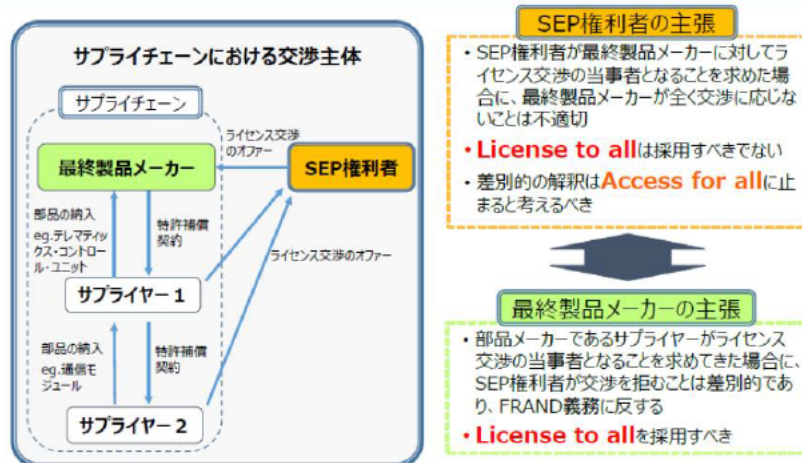 サプライチェーンにおける交渉主体
サプライチェーン
最終製品メーカー
ライセンス交渉
のオファー
SEP権利者
部品の納入
eg.テレマティッ
クス・コントロー
ル・ユニット
特許補償
契約
ライセンス交渉のオファー
サプライヤー1
部品の納入
eg.通信モ
ジュール
特許補償
契約
サプライヤー2
SEP権利者の主張
・SEP権利者が最終製品メーカーに対してラ
イセンス交渉の当事者となることを求めた場
合に、最終製品メーカーが全く交渉に応じな
いことは不適切
・License to allは採用すべきでない
・差別的の解釈はAccess for allに止
まると考えるべき
最終製品メーカーの主張
・部品メーカーであるサプライヤーがライセンス
交渉の当事者となることを求めてきた場合に、
SEP権利者が交渉を拒むことは差別的であ
り、FRAND義務に反する
・License to allを採用すべき